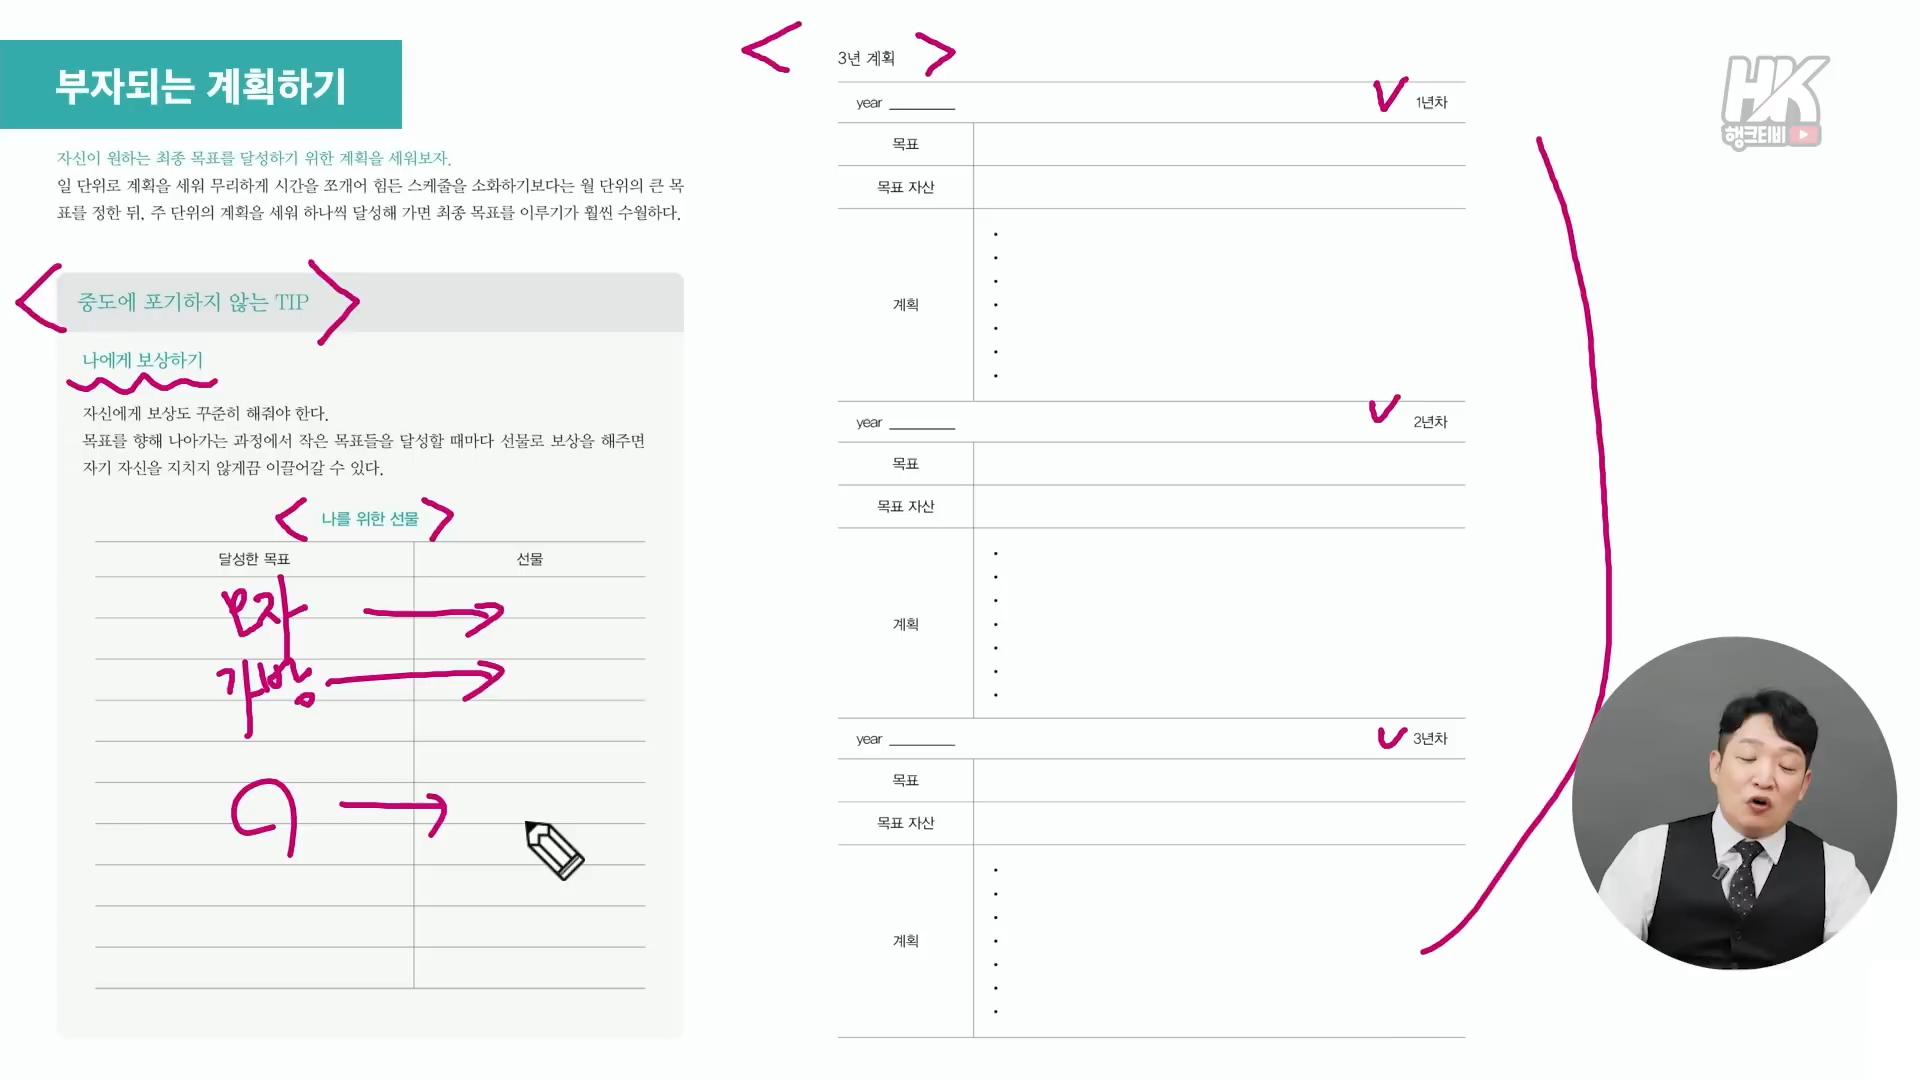 부자되는 계획하기
자신이 원하는 최종 목표를 달성하기 위한 계획을 세워보자.
일 단위로 계획을 세워 무리하게 시간을 쪼개어 힘든 스케줄을 소화하기보다는 월 단위의 큰 목
표를 정한 뒤, 주 단위의 계획을 세워 하나씩 달성해 가면 최종 목표를 이루기가 훨씬 수월하다.
중도에 포기하지 않는 TIP
나에게 보상하기
자신에게 보상도 꾸준히 해줘야 한다.
목표를 향해 나아가는 과정에서 작은 목표들을 달성할 때마다 선물로 보상을 해주면
자기 자신을 지치지 않게끔 이끌어갈 수 있다.
나를 위한 선물
달성한 목표 선물
모자
가방
3년 계획
year 1년차
목표
목표 자산
계획
year 2년차
목표
목표 자산
계획
year 3년차
목표
목표 자산
계획
HK
행크티비